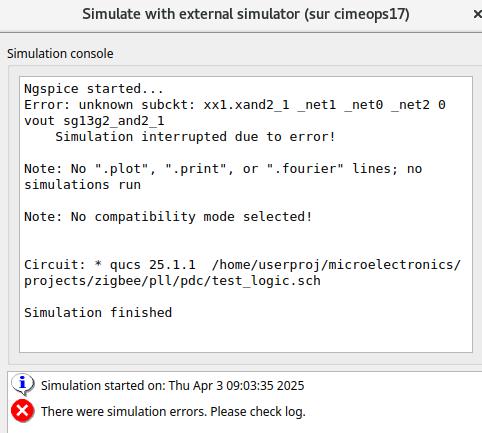 Simulate with external simulator (sur cimeops17)
Simulation console
Ngspice started...
Error: unknown subckt: xx1.xand2_1 _net1 _net0 _net2 0
vout sg13g2_and2_1
    Simulation interrupted due to error!
Note: No ".plot", ".print", or ".fourier" lines; no
simulations run
Note: No compatibility mode selected!
Circuit: * qucs 25.1.1  /home/userproj/microelectronics/
projects/zigbee/pll/pdc/test_logic.sch
Simulation finished
Simulation started on: Thu Apr 3 09:03:35 2025
There were simulation errors. Please check log.